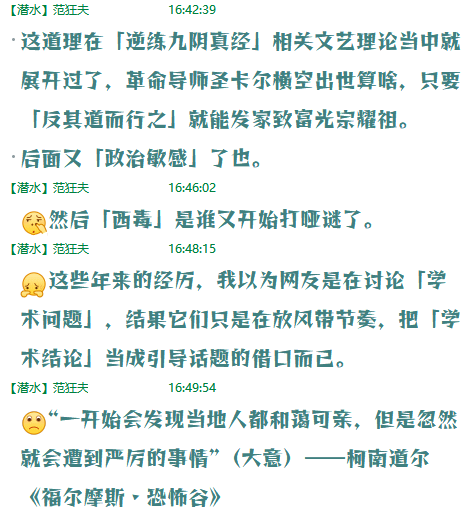 【潜水】范狂夫 16:42:39
· 这道理在「逆练九阴真经」相关文艺理论当中就
展开过了，革命导师圣卡尔横空出世算啥，只要
「反其道而行之」就能发家致富光宗耀祖。
· 后面又「政治敏感」了也。
【潜水】范狂夫 16:46:02
然后「西毒」是谁又开始打哑谜了。
【潜水】范狂夫 16:48:15
这些年来的经历，我以为网友是在讨论「学
术问题」，结果它们只是在放风带节奏，把「学
术结论」当成引导话题的借口而已。
【潜水】范狂夫 16:49:54
“一开始会发现当地人都和蔼可亲，但是忽然
就会遭到严厉的事情”（大意）——柯南道尔
《福尔摩斯·恐怖谷》